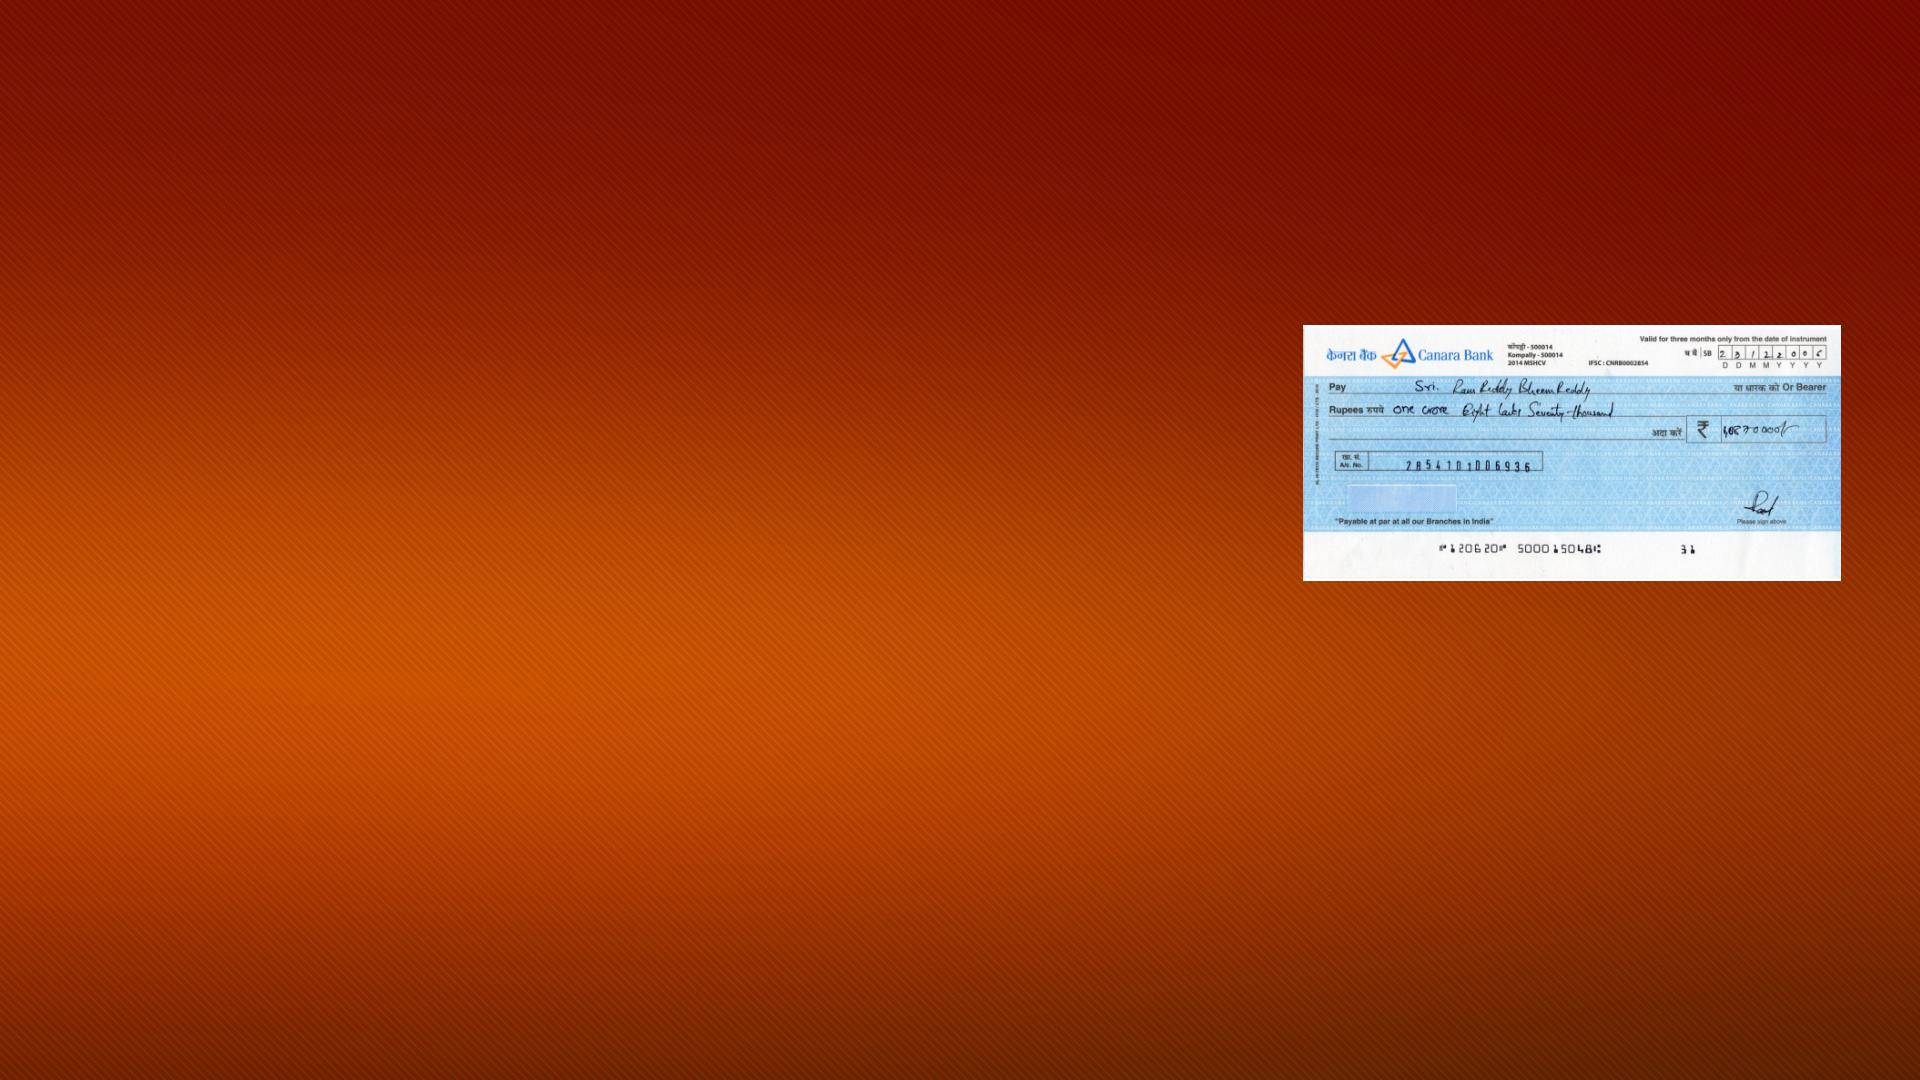 Valid for three months only from the date of instrument
केनरा बैंक Canara Bank
कोंपल्ली - 500014
Kompally - 500014
2014 MSHCV
IFSC : CNRB0002854
SB 2 3 1 2 2 0 0 6
D D M M Y Y Y Y
Pay Sri. Ram Reddy Bheem Reddy या धारक को Or Bearer
Rupees रुपये One crore Eight lacks Seventy thousand
अदा करें ₹ 10870000/-
खा. सं.
A/c. No. 2854101006936
"Payable at par at all our Branches in India"
Please sign above
⑈120620⑈ 500015048⑆ 31